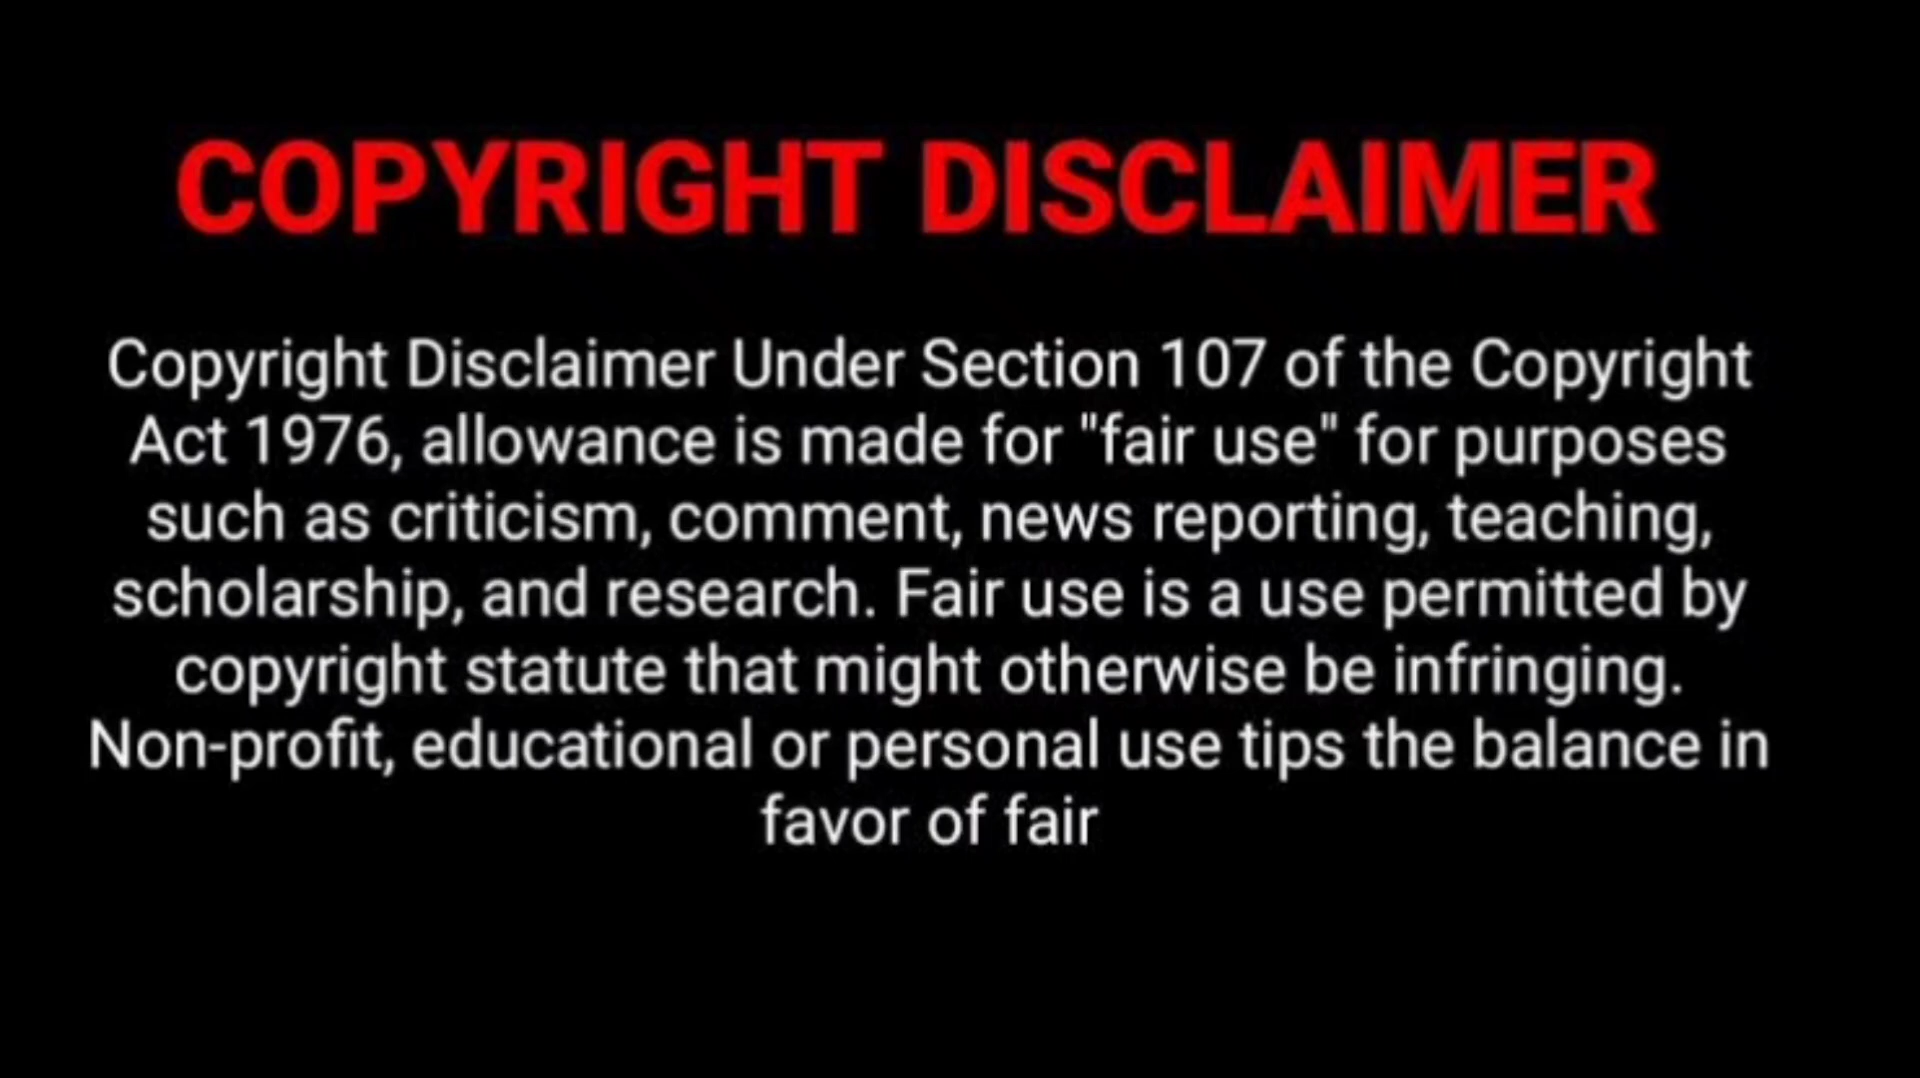 COPYRIGHT DISCLAIMER
Copyright Disclaimer Under Section 107 of the Copyright
Act 1976, allowance is made for "fair use" for purposes
such as criticism, comment, news reporting, teaching,
scholarship, and research. Fair use is a use permitted by
copyright statute that might otherwise be infringing.
Non-profit, educational or personal use tips the balance in
favor of fair